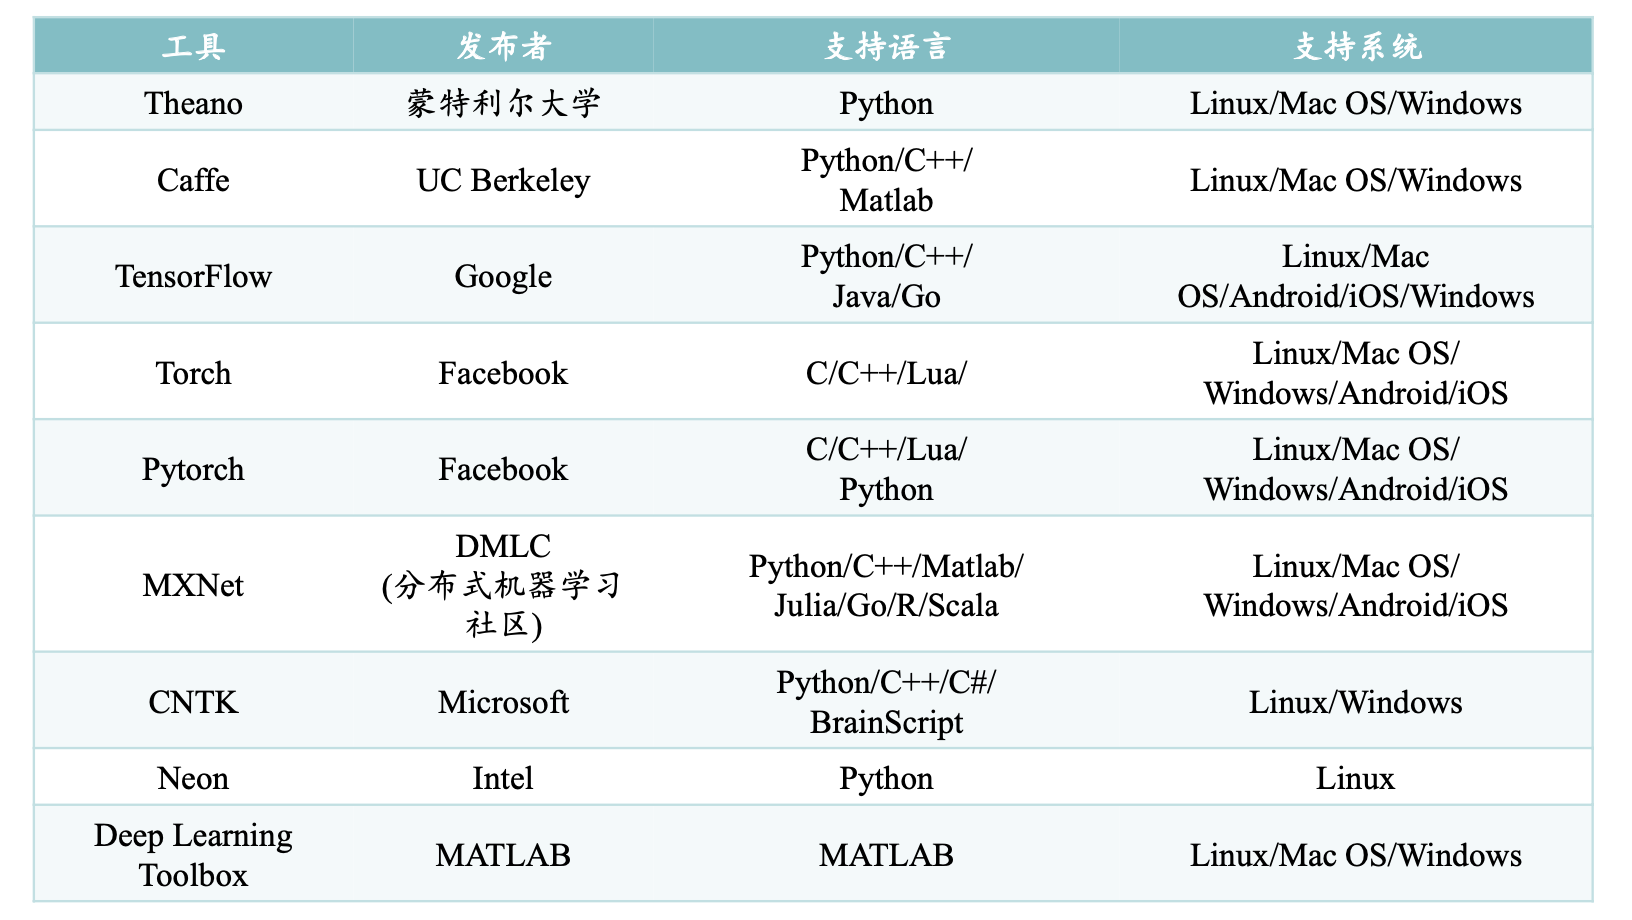 工具 发布者 支持语言 支持系统
Theano 蒙特利尔大学 Python Linux/Mac OS/Windows
Caffe
UC Berkeley
Python/C++/
Matlab
Linux/Mac OS/Windows
TensorFlow
Google
Python/C++/
Java/Go
Linux/Mac
OS/Android/iOS/Windows
Torch
Facebook
C/C++/Lua/
Linux/Mac OS/
Windows/Android/iOS
Pytorch
Facebook
C/C++/Lua/
Python
Linux/Mac OS/
Windows/Android/iOS
MXNet
DMLC
(分布式机器学习
社区)
Python/C++/Matlab/
Julia/Go/R/Scala
Linux/Mac OS/
Windows/Android/iOS
CNTK
Microsoft
Python/C++/C#/
BrainScript
Linux/Windows
Neon Intel Python Linux
Deep Learning
Toolbox
MATLAB
MATLAB
Linux/Mac OS/Windows